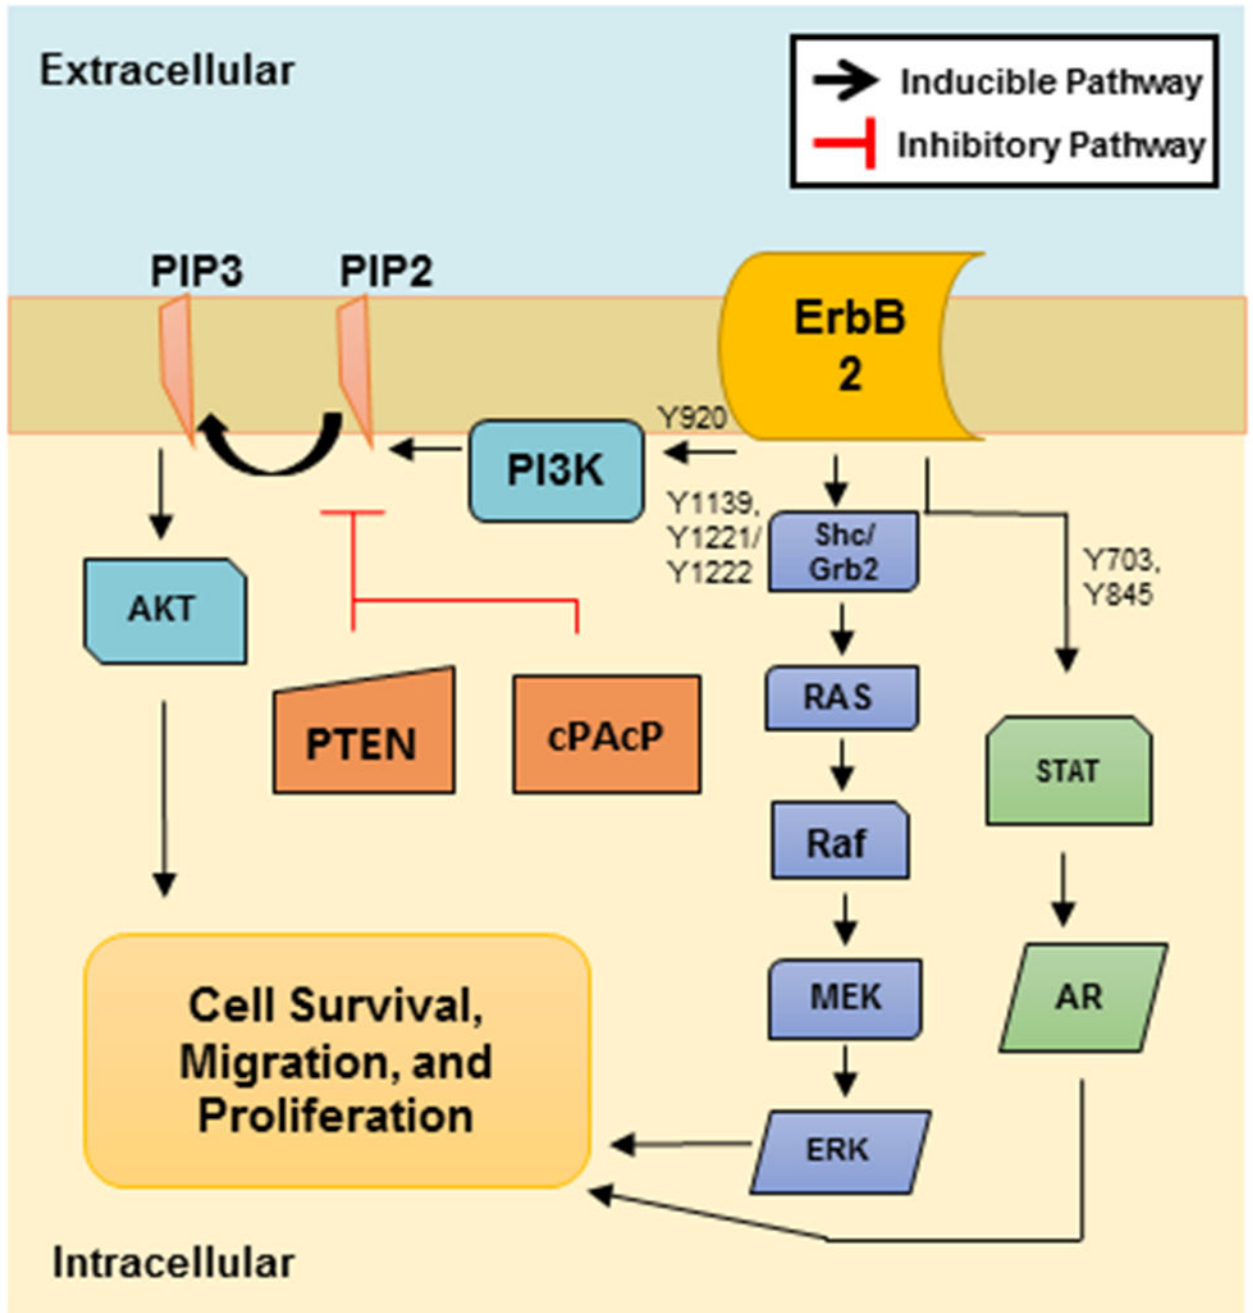 Extracellular
Inducible Pathway
Inhibitory Pathway
PIP3
PIP2
ErbB
2
Y920
PI3K
Y1139,
Y1221/
Y1222
Shc/
Grb2
Y703,
Y845
AKT
RAS
PTEN
cPAcP
STAT
Raf
MEK
AR
Cell Survival,
Migration, and
Proliferation
ERK
Intracellular